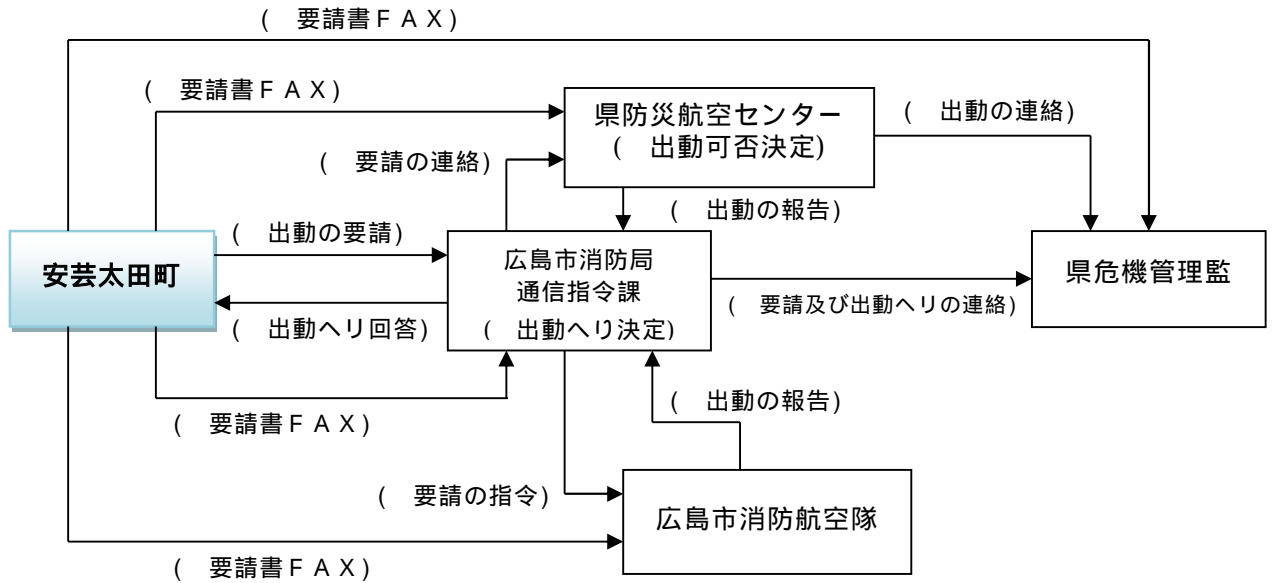 (　要請書ＦＡＸ)
(　要請書ＦＡＸ)
県防災航空センター
(　出動可否決定)
(　出動の連絡)
(　要請の連絡)
(　出動の報告)
安芸太田町
(　出動の要請)
広島市消防局
通信指令課
(　出動へり決定)
県危機管理監
(　出動ヘリ回答)
(　要請及び出動ヘリの連絡)
(　要請書ＦＡＸ)
(　出動の報告)
(　要請の指令)
広島市消防航空隊
(　要請書ＦＡＸ)